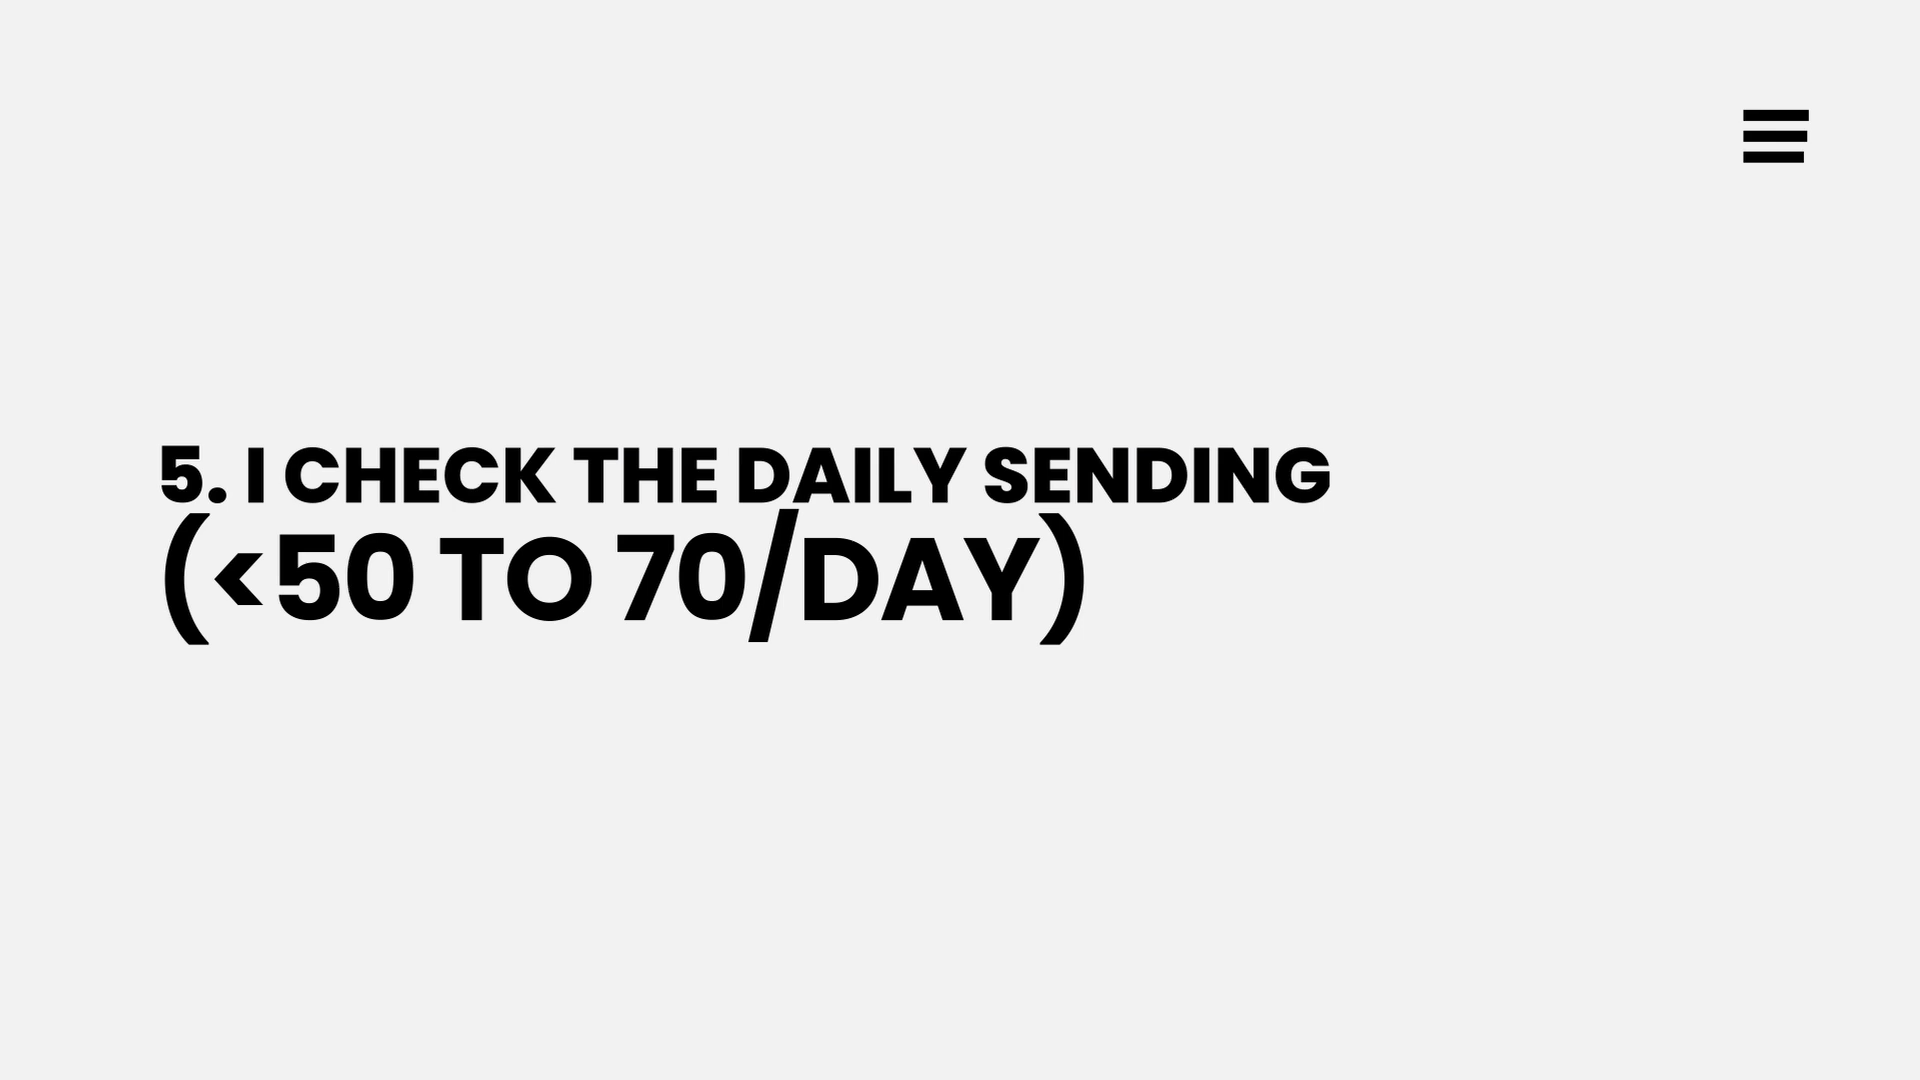 5. I CHECK THE DAILY SENDING
(<50 TO 70/DAY)